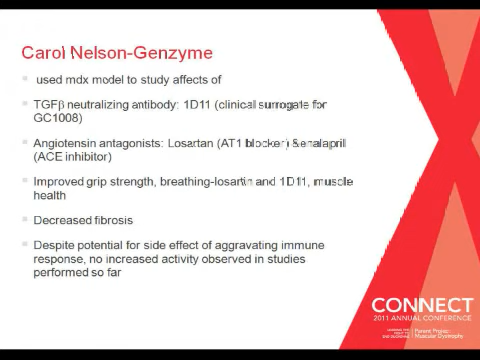 Carol Nelson-Genzyme
used mdx model to study affects of
TGFβ neutralizing antibody: 1D11 (clinical surrogate for
GC1008)
Angiotensin antagonists: Losartan (AT1 blocker) &enalaprill
(ACE inhibitor)
Improved grip strength, breathing-losartin and 1D11, muscle
health
Decreased fibrosis
Despite potential for side effect of aggravating immune
response, no increased activity observed in studies
performed so far
CONNECT
2011 ANNUAL CONFERENCE
Parent Project
Muscular Dystrophy